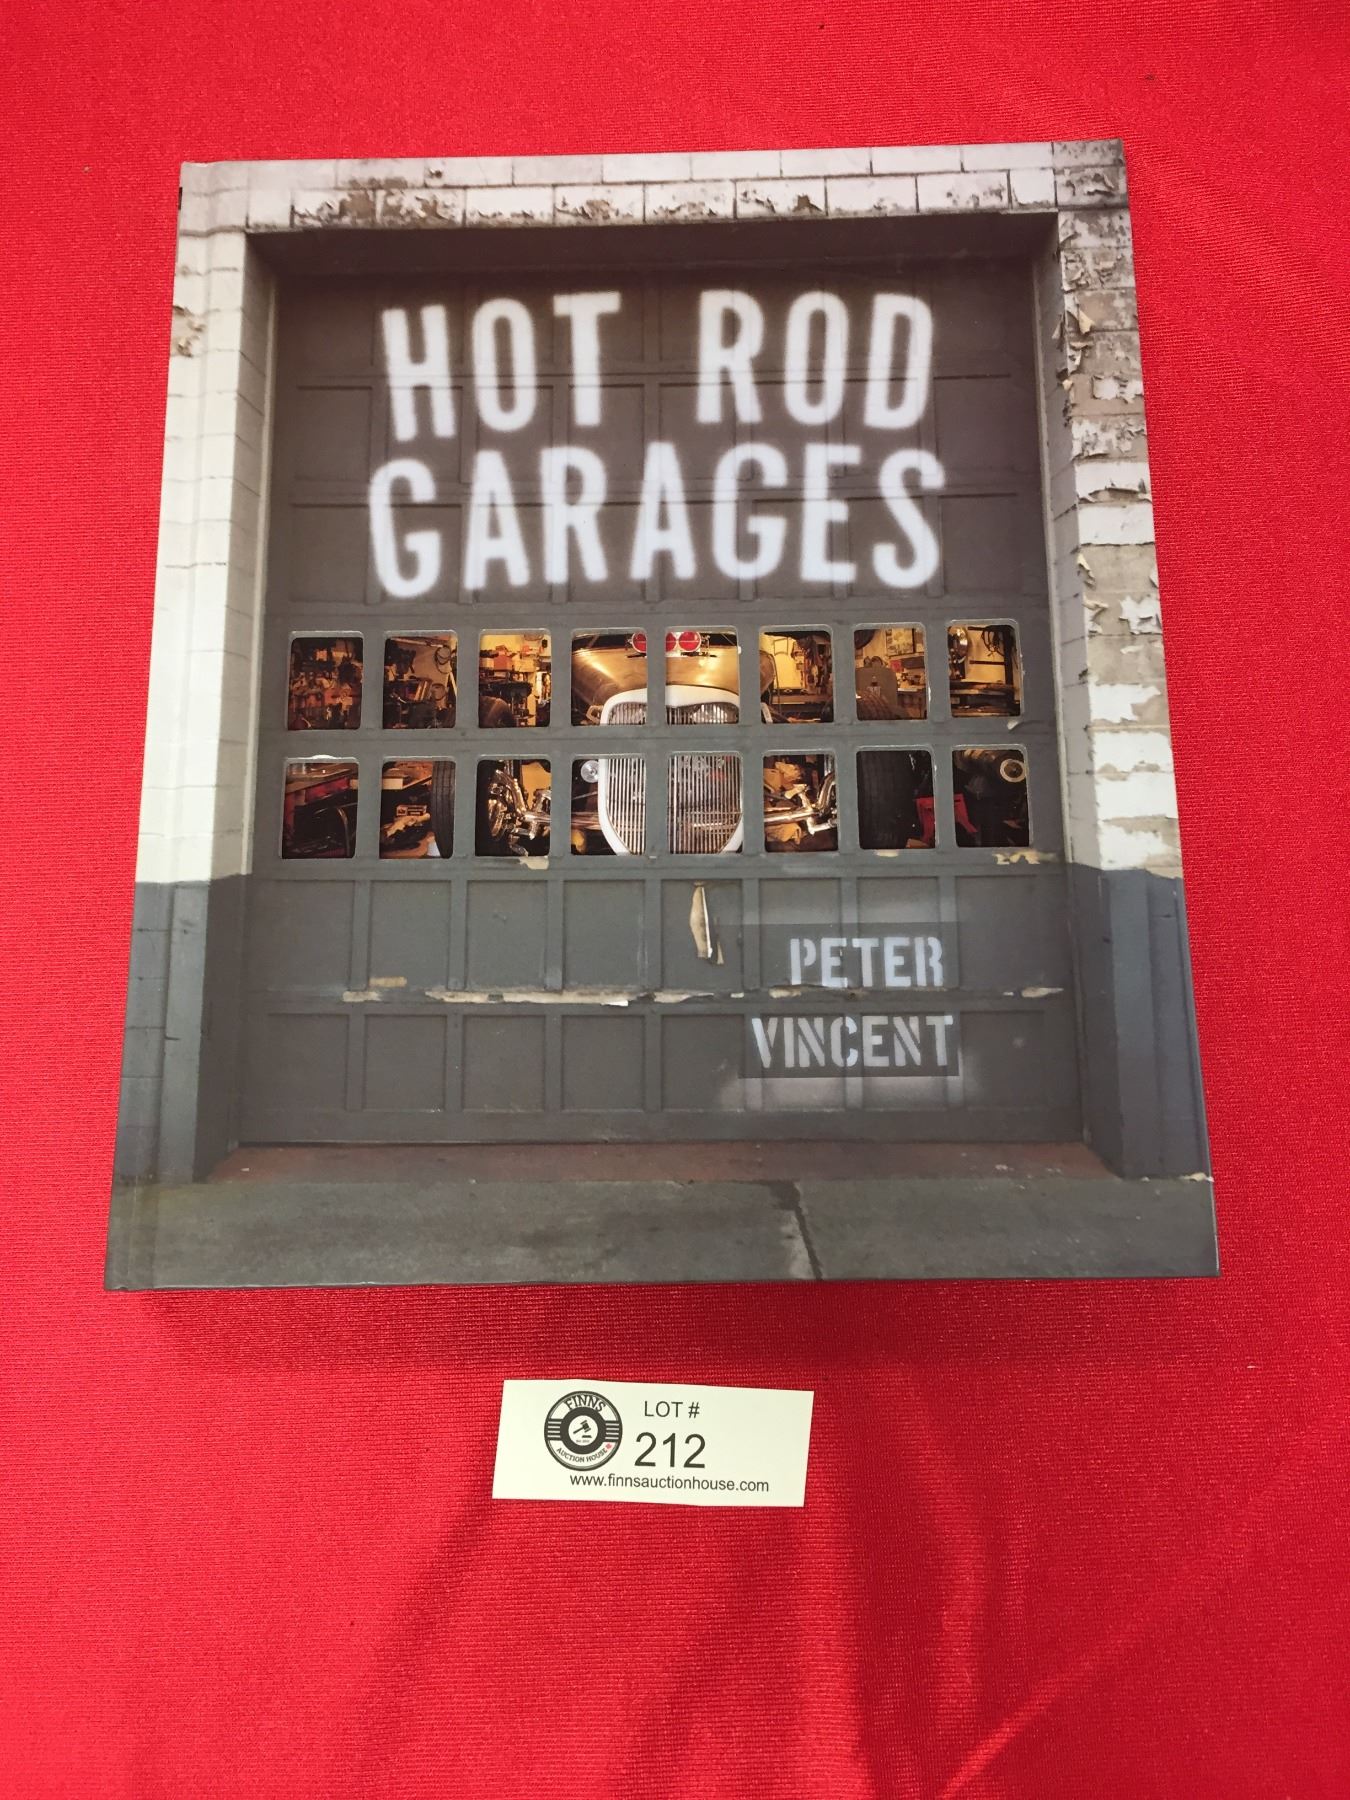 HOT ROD
GARAGES
PETER
VINCENT
FINNS
AUCTION HOUSE
LOT #
212
www.finnsauctionhouse.com